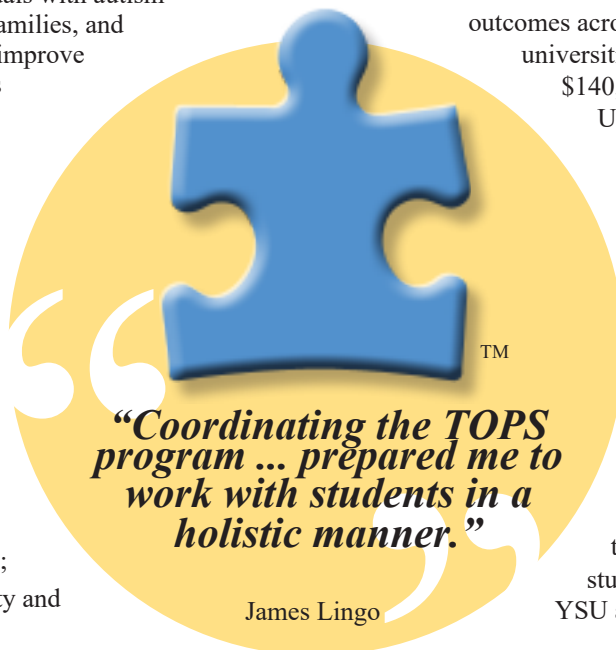 als with autism
amilies, and
improve
outcomes acro
universit
$140
U
TM
“Coordinating the TOPS
program ... prepared me to
work with students in a
holistic manner.”
James Lingo
;
ty and
t
stu
YSU